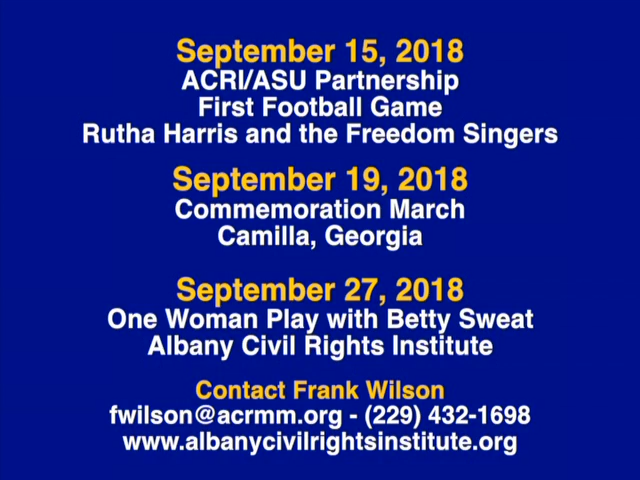 September 15, 2018
ACRI/ASU Partnership
First Football Game
Rutha Harris and the Freedom Singers
September 19, 2018
Commemoration March
Camilla, Georgia
September 27, 2018
One Woman Play with Betty Sweat
Albany Civil Rights Institute
Contact Frank Wilson
fwilson@acrmm.org - (229) 432-1698
www.albanycivilrightsinstitute.org